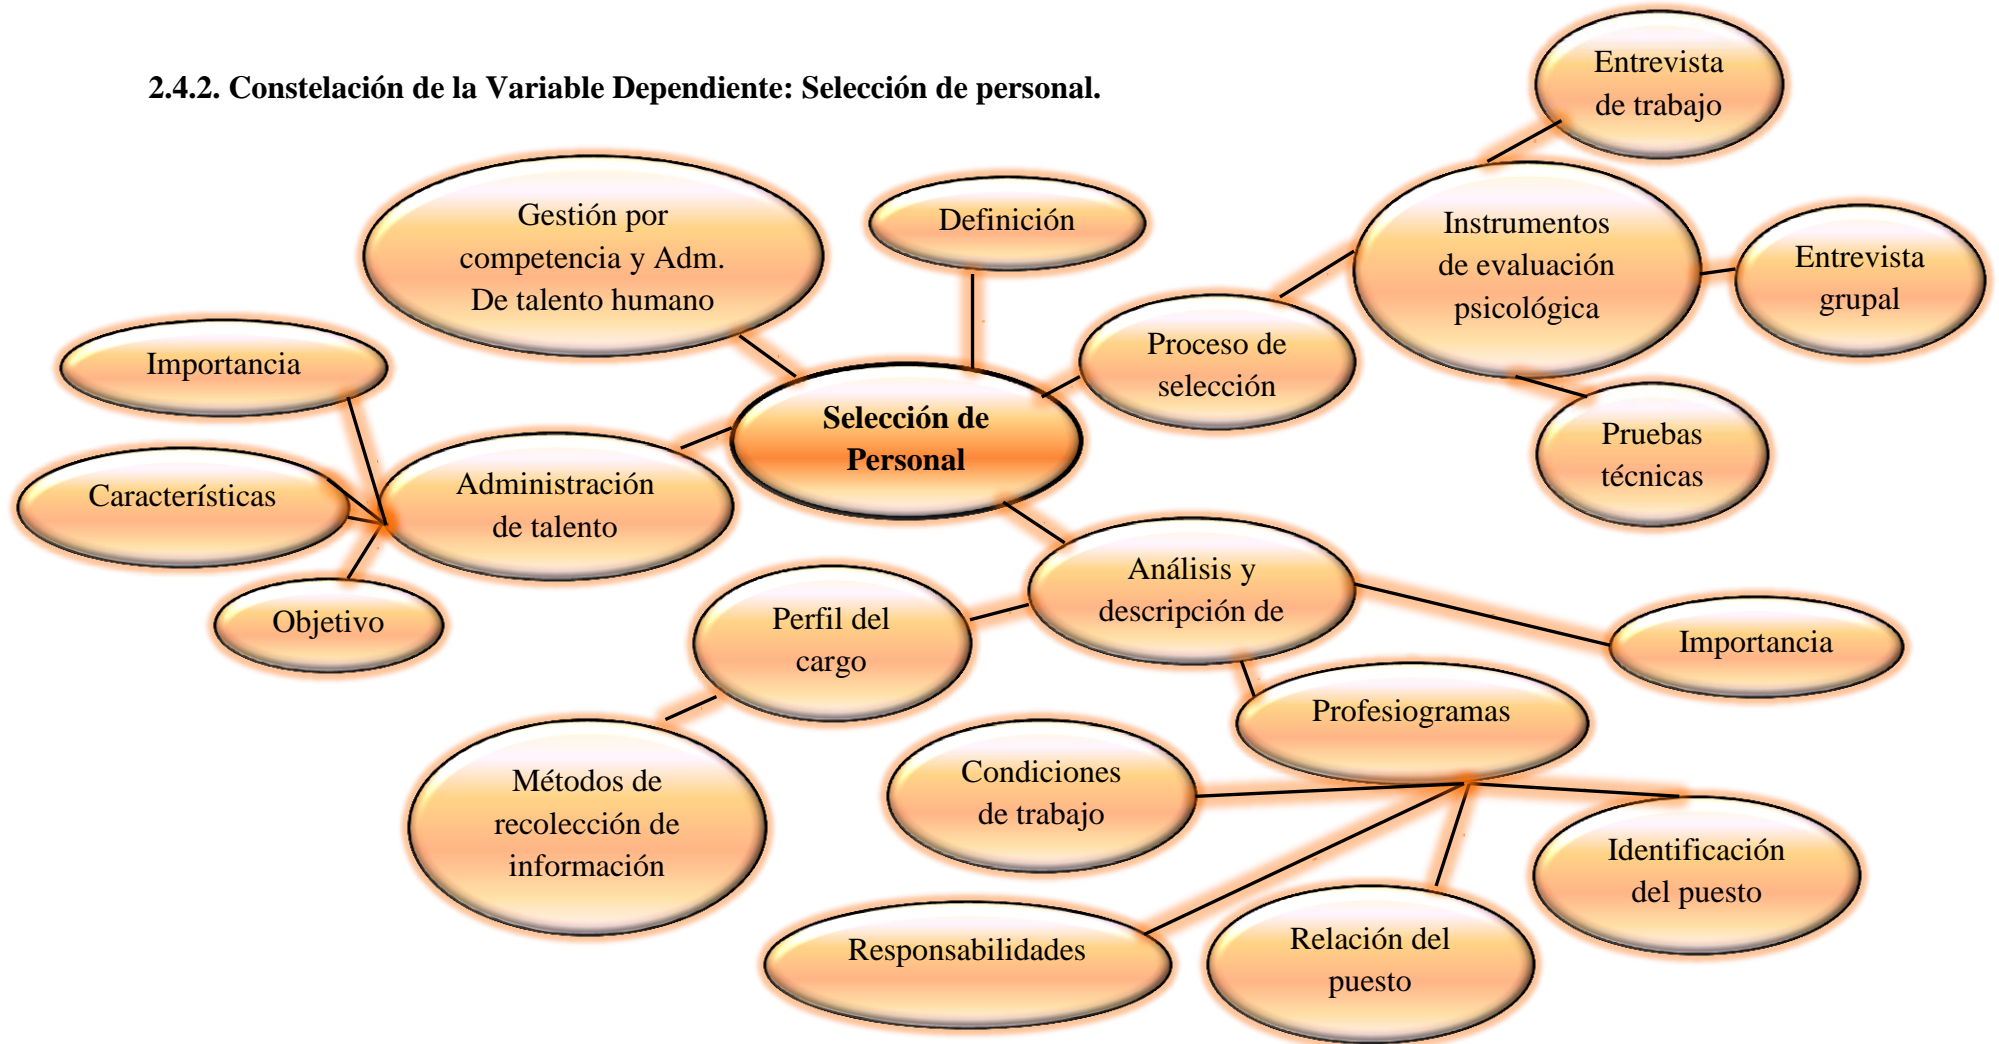 2.4.2. Constelación de la Variable Dependiente: Selección de personal.
Entrevista
de trabajo
Gestión por
competencia y Adm.
De talento humano
Definición
Instrumentos
de evaluación
psicológica
Entrevista
grupal
Importancia
Proceso de
selección
Selección de
Personal
Pruebas
técnicas
Características
Administración
de talento
Objetivo
Perfil del
cargo
Análisis y
descripción de
Importancia
Profesiogramas
Métodos de
recolección de
información
Condiciones
de trabajo
Identificación
del puesto
Responsabilidades
Relación del
puesto